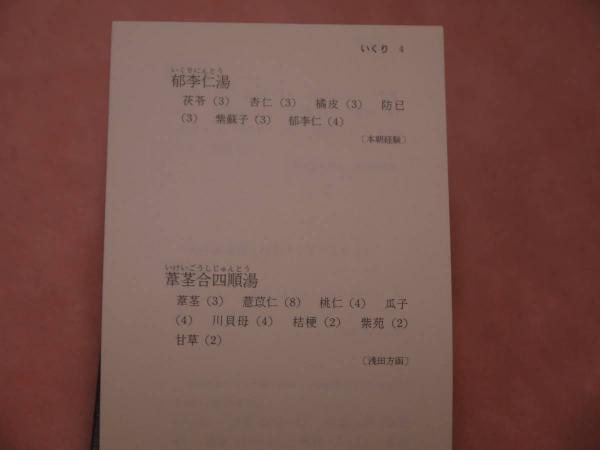 いくり 4
いくりにんとう
郁李仁湯
茯苓(3) 杏仁(3) 橘皮(3) 防已
(3) 紫蘇子(3) 郁李仁(4)
〔本朝経験〕
いけいごうしじゅんとう
葦茎合四順湯
葦茎(3) 薏苡仁(8) 桃仁(4) 瓜子
(4) 川貝母(4) 桔梗(2) 紫苑(2)
甘草(2)
〔浅田方函〕